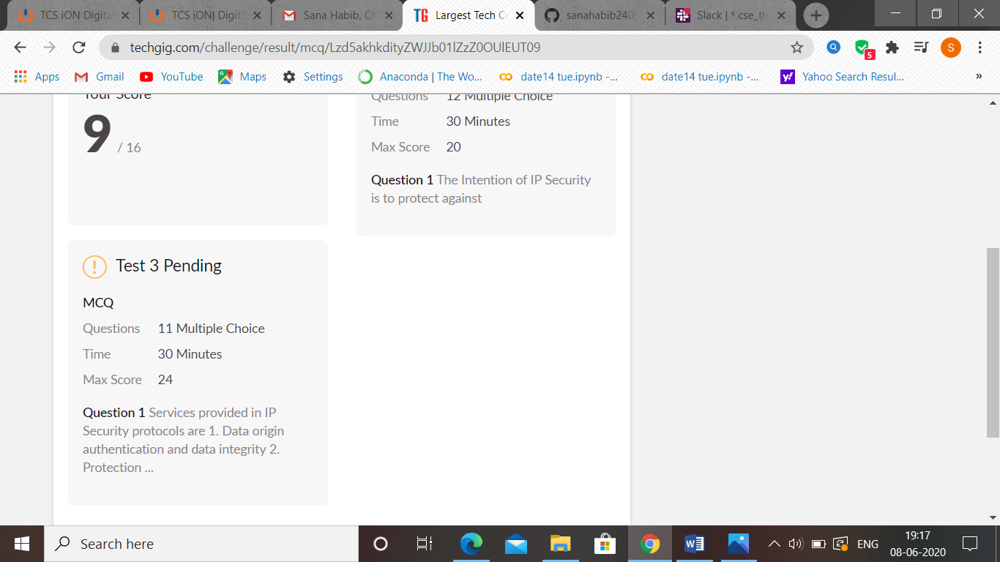 TCS iON Digita
TCS iON| Digita
Sana Habib, CN
Largest Tech Co
sanahabib240
Slack | * cse_th
techgig.com/challenge/result/mcq/
5
S
Apps
Gmail
YouTube
Maps
Settings
Anaconda | The Wo...
date14 tue.ipynb -...
date14 tue.ipynb -...
Yahoo Search Resul...
»
Your Score
9 / 16
Questions 12 Multiple Choice
Time 30 Minutes
Max Score 20
Question 1 The Intention of IP Security
is to protect against
Test 3 Pending
MCQ
Questions 11 Multiple Choice
Time 30 Minutes
Max Score 24
Question 1 Services provided in IP
Security protocols are 1. Data origin
authentication and data integrity 2.
Protection ...
Search here
ENG
19:17
08-06-2020